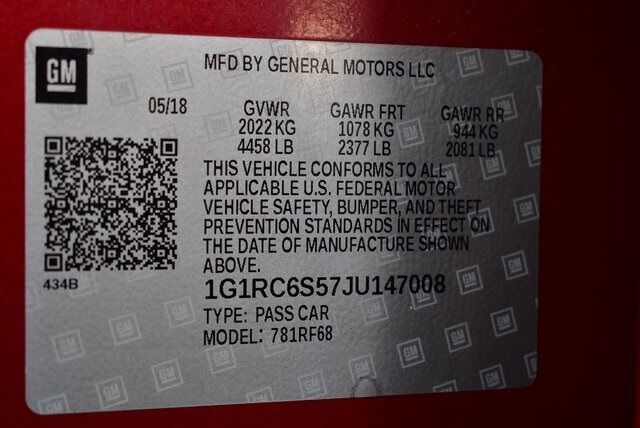 GM
MFD BY GENERAL MOTORS LLC
05/18 GVWR GAWR FRT GAWR RR
2022 KG 1078 KG 944 KG
4458 LB 2377 LB 2081 LB
THIS VEHICLE CONFORMS TO ALL
APPLICABLE U.S. FEDERAL MOTOR
VEHICLE SAFETY, BUMPER, AND THEFT
PREVENTION STANDARDS IN EFFECT ON
THE DATE OF MANUFACTURE SHOWN
ABOVE.
434B
1G1RC6S57JU147008
TYPE: PASS CAR
MODEL: 781RF68